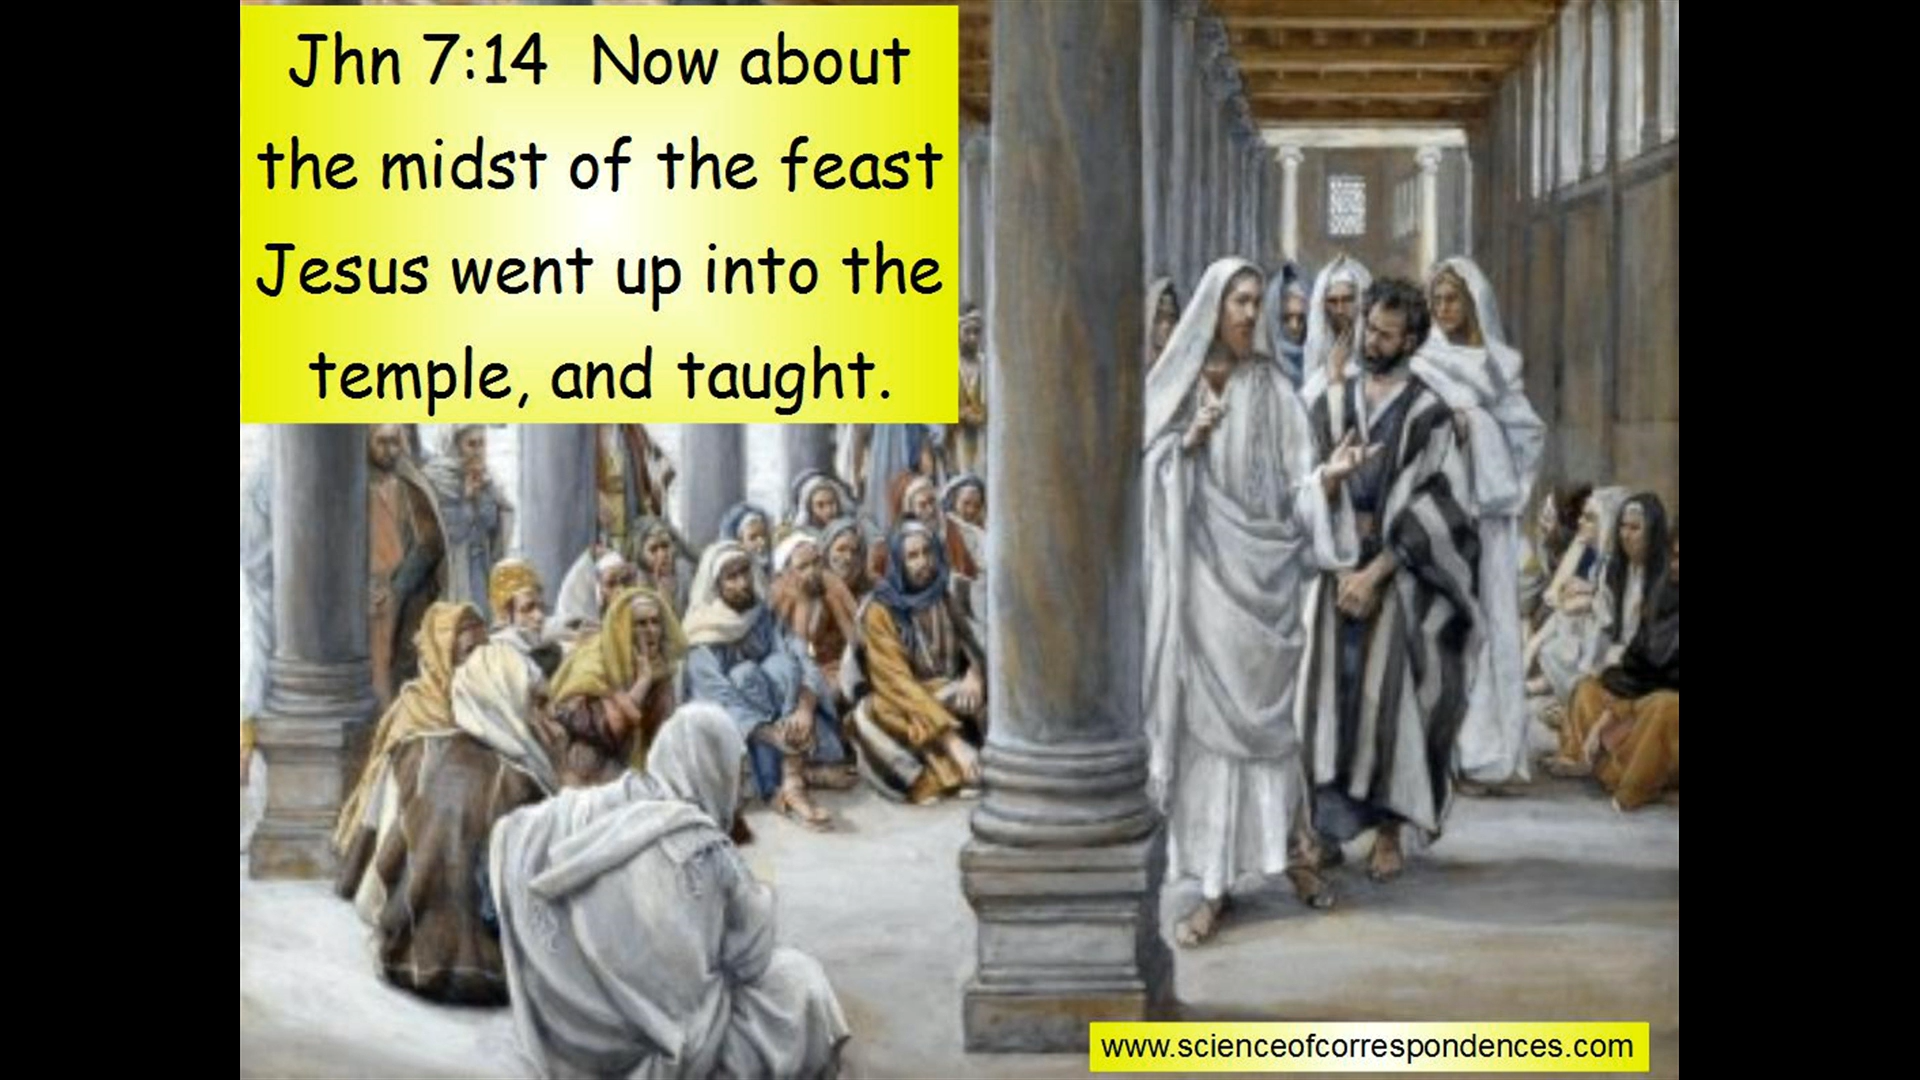 Jhn 7:14  Now about
the midst of the feast
Jesus went up into the
temple, and taught.
www.scienceofcorrespondences.com